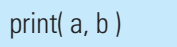 print( a, b )